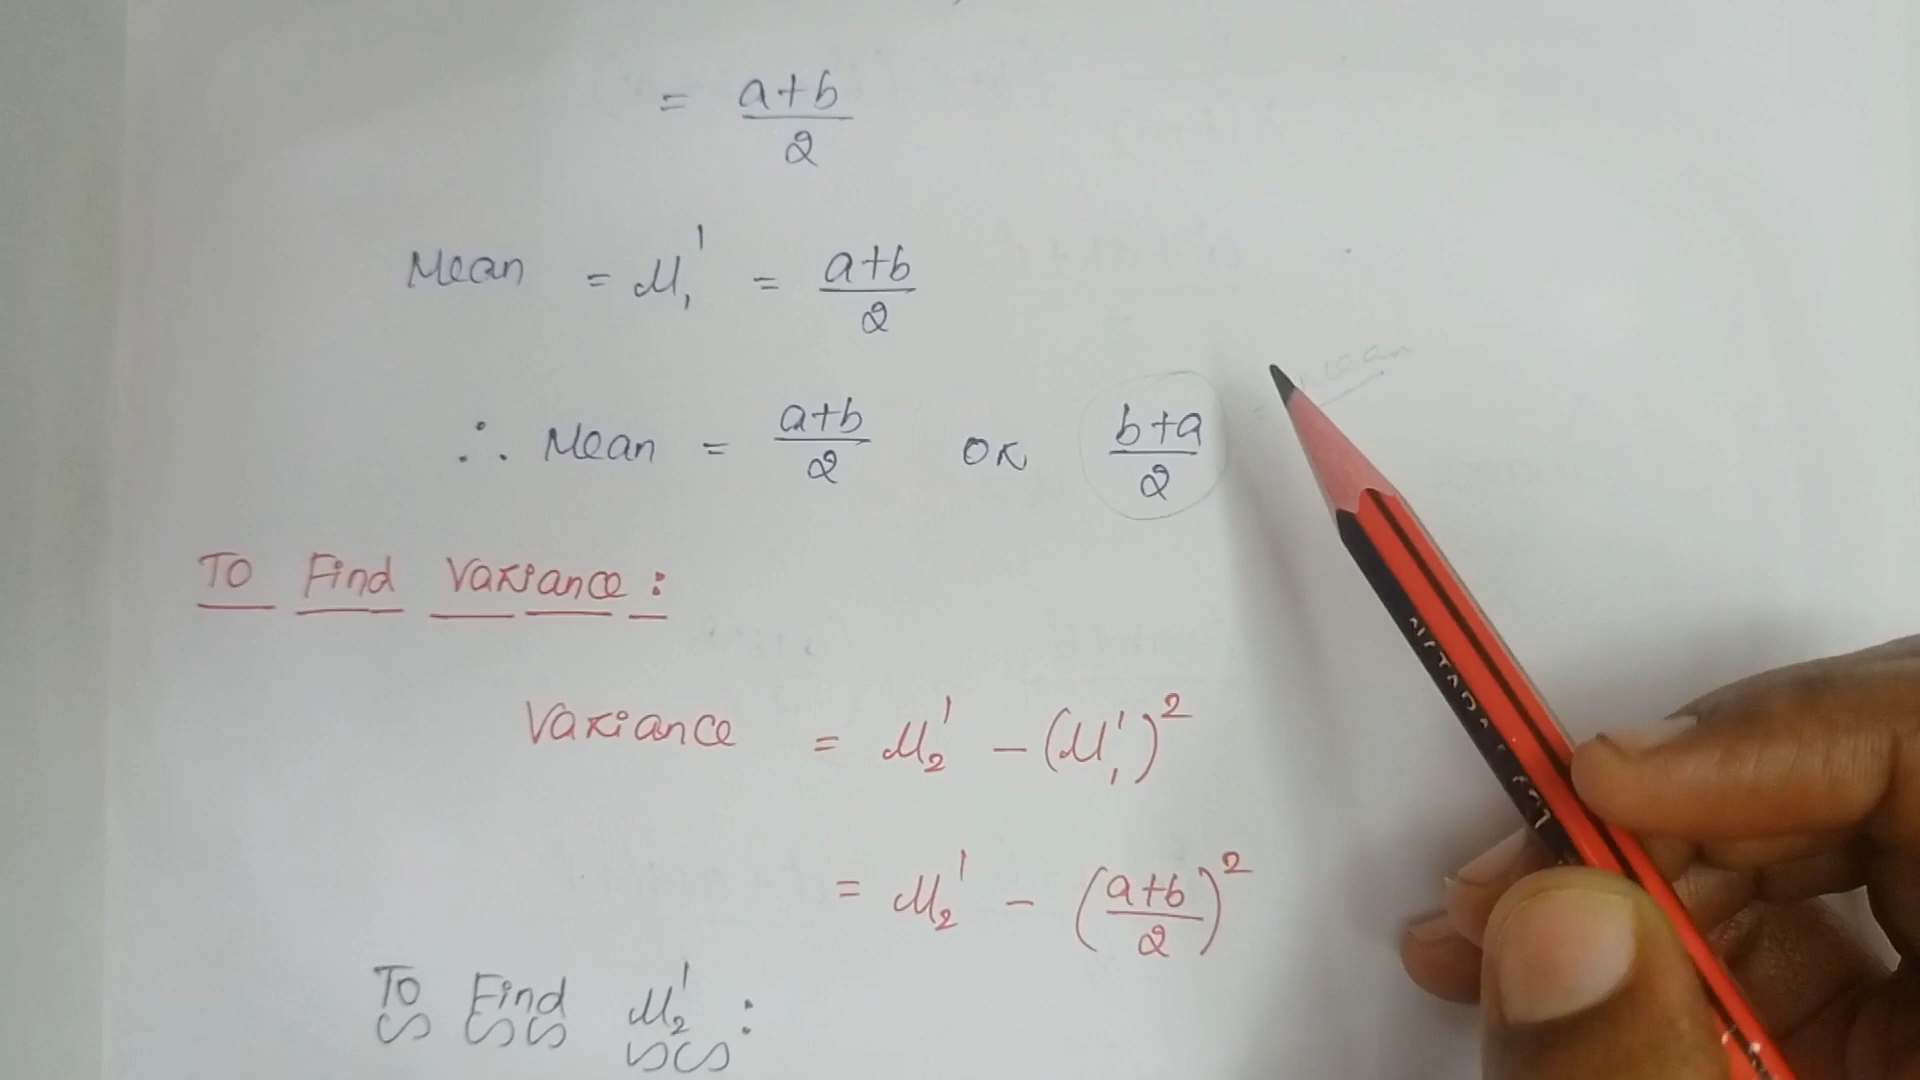 = a+b/2
Mean = μ₁' = a+b/2
∴ Mean = a+b/2 OR b+a/2
Mean
To Find Variance:
Variance = μ₂' - (μ₁')²
= μ₂' - (a+b/2)²
To Find μ₂' :